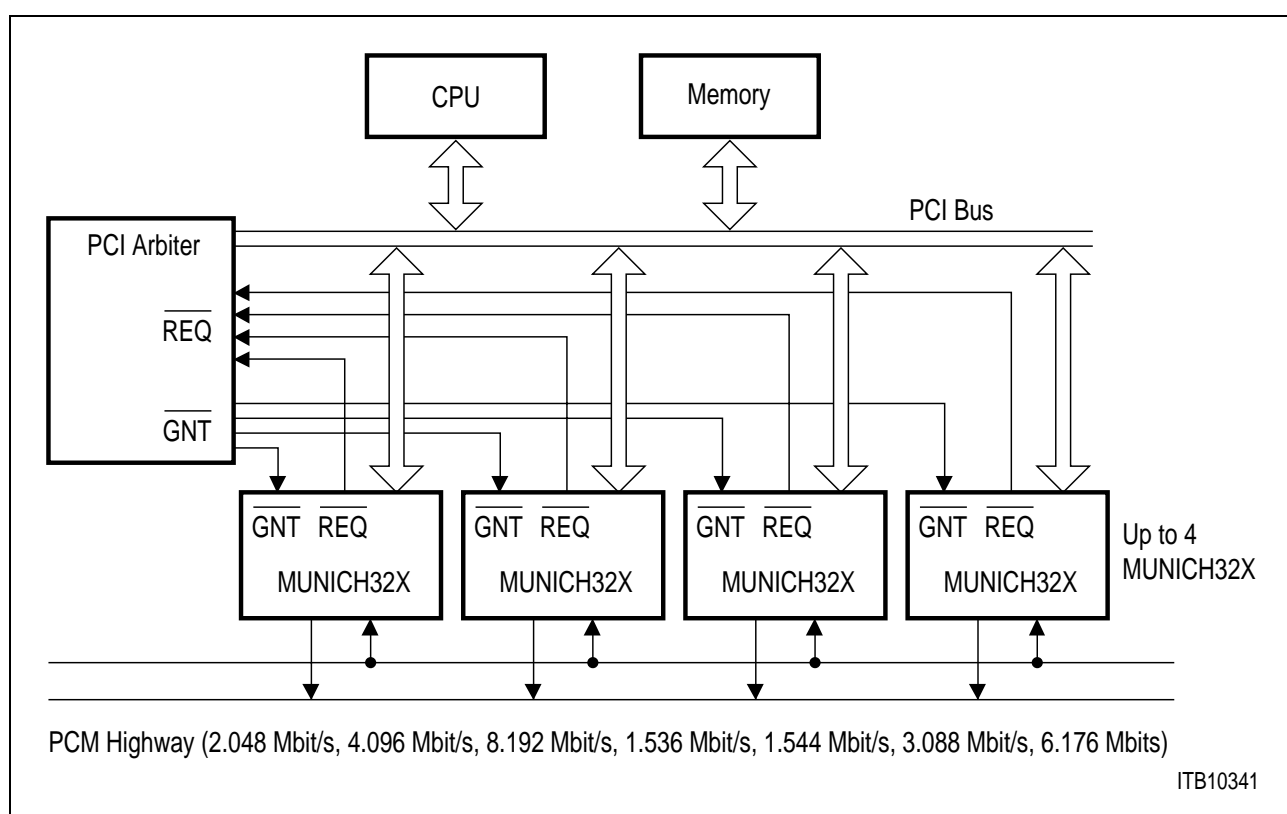 CPU
Memory
PCI Bus
PCI Arbiter
REQ
GNT
GNT REQ
MUNICH32X
GNT REQ
MUNICH32X
GNT REQ
MUNICH32X
GNT REQ
MUNICH32X
Up to 4
MUNICH32X
PCM Highway (2.048 Mbit/s, 4.096 Mbit/s, 8.192 Mbit/s, 1.536 Mbit/s, 1.544 Mbit/s, 3.088 Mbit/s, 6.176 Mbits)
ITB10341